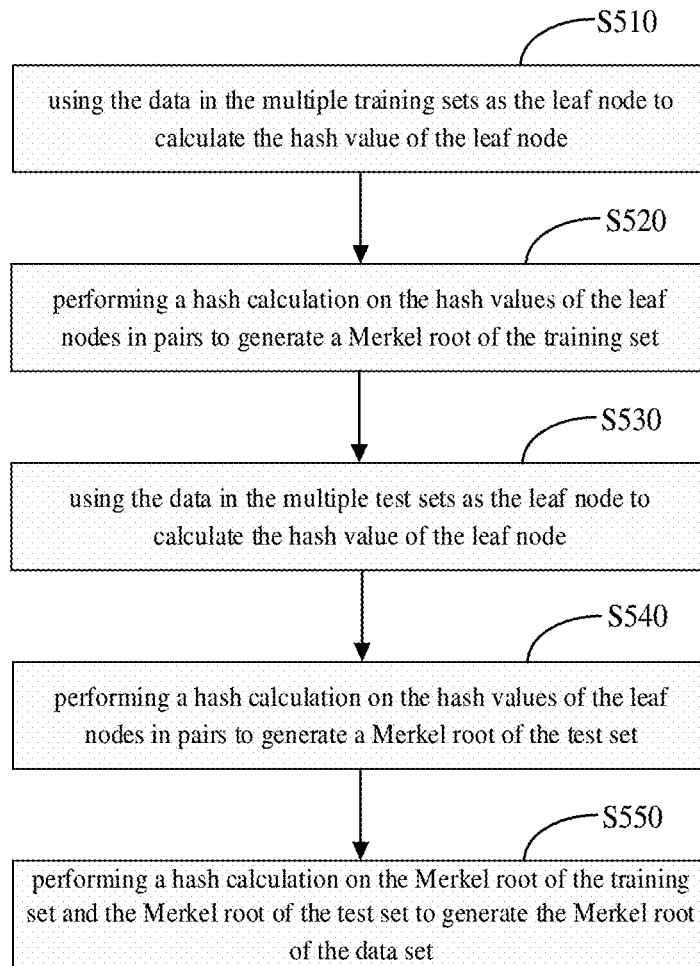 S510
using the data in the multiple training sets as the leaf node to
calculate the hash value of the leaf node
S520
performing a hash calculation on the hash values of the leaf
nodes in pairs to generate a Merkel root of the training set
S530
using the data in the multiple test sets as the leaf node to
calculate the hash value of the leaf node
S540
performing a hash calculation on the hash values of the leaf
nodes in pairs to generate a Merkel root of the test set
S550
performing a hash calculation on the Merkel root of the training
set and the Merkel root of the test set to generate the Merkel root
of the data set